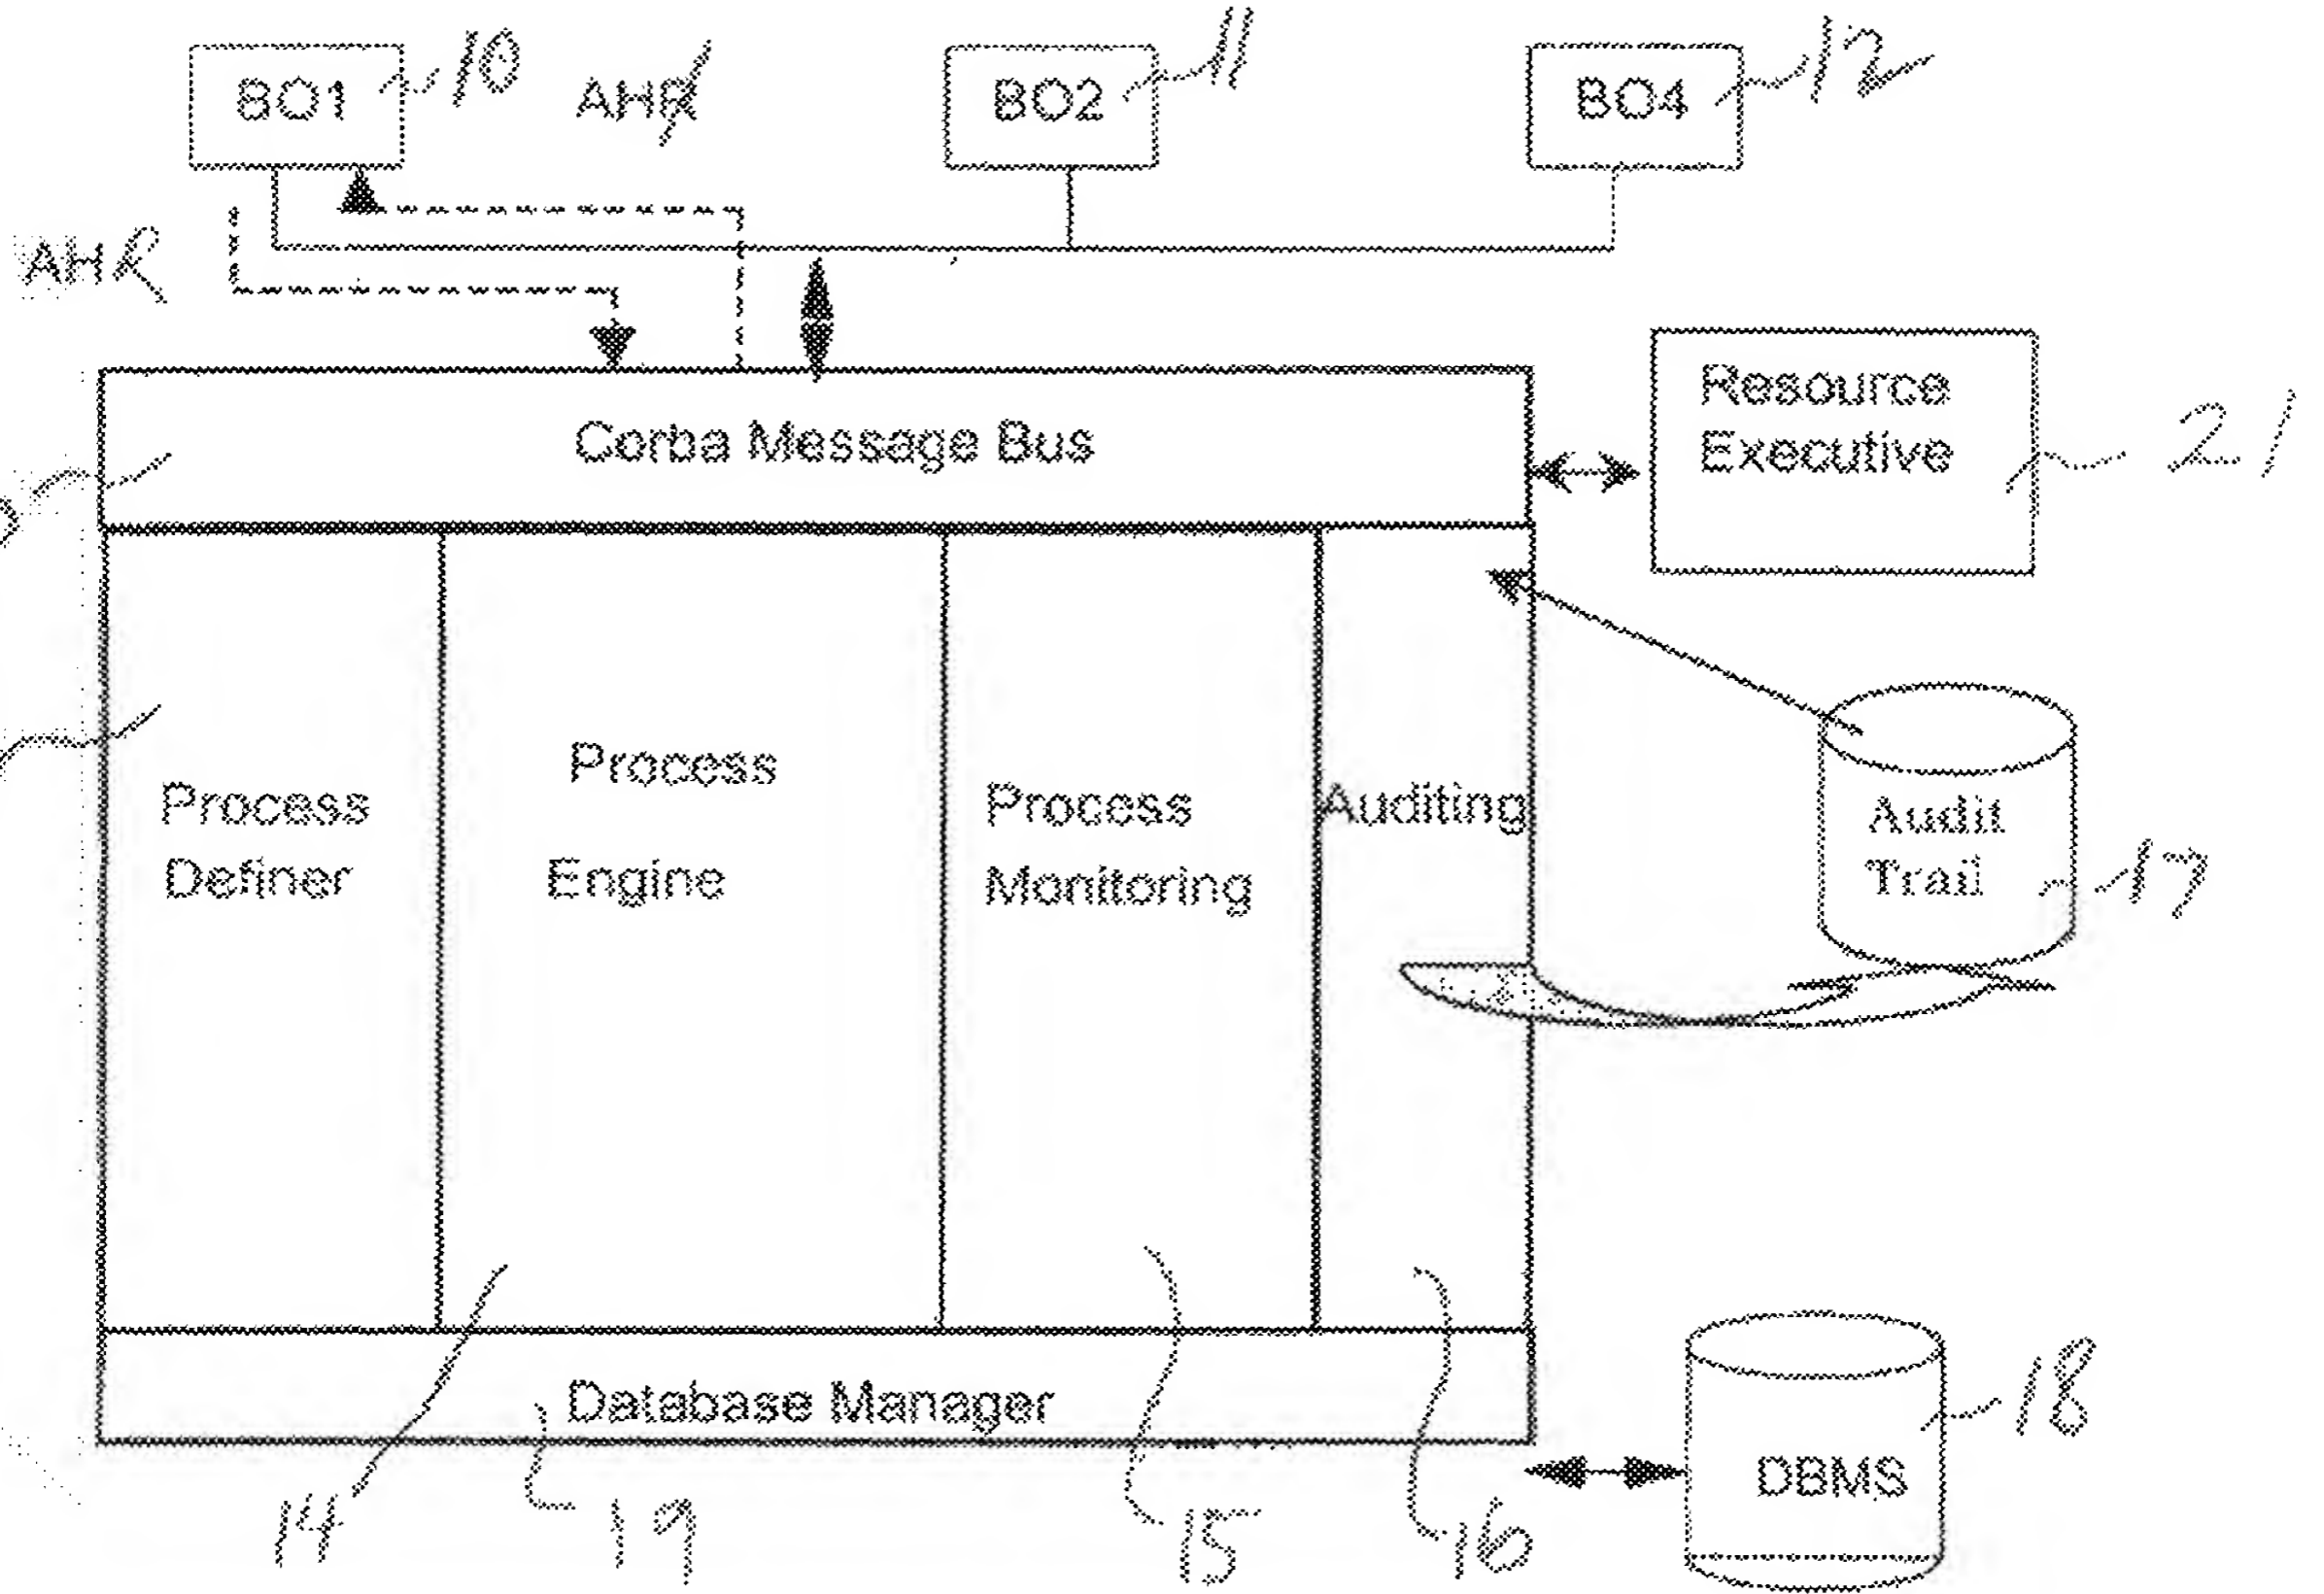 BO1
10
AHR
BO2
11
BO4
12
AHR
Corba Message Bus
Resource
Executive
21
Process
Definer
Process
Engine
Process
Monitoring
Auditing
Audit
Trail
17
Database Manager
DBMS
18
14
19
15
16